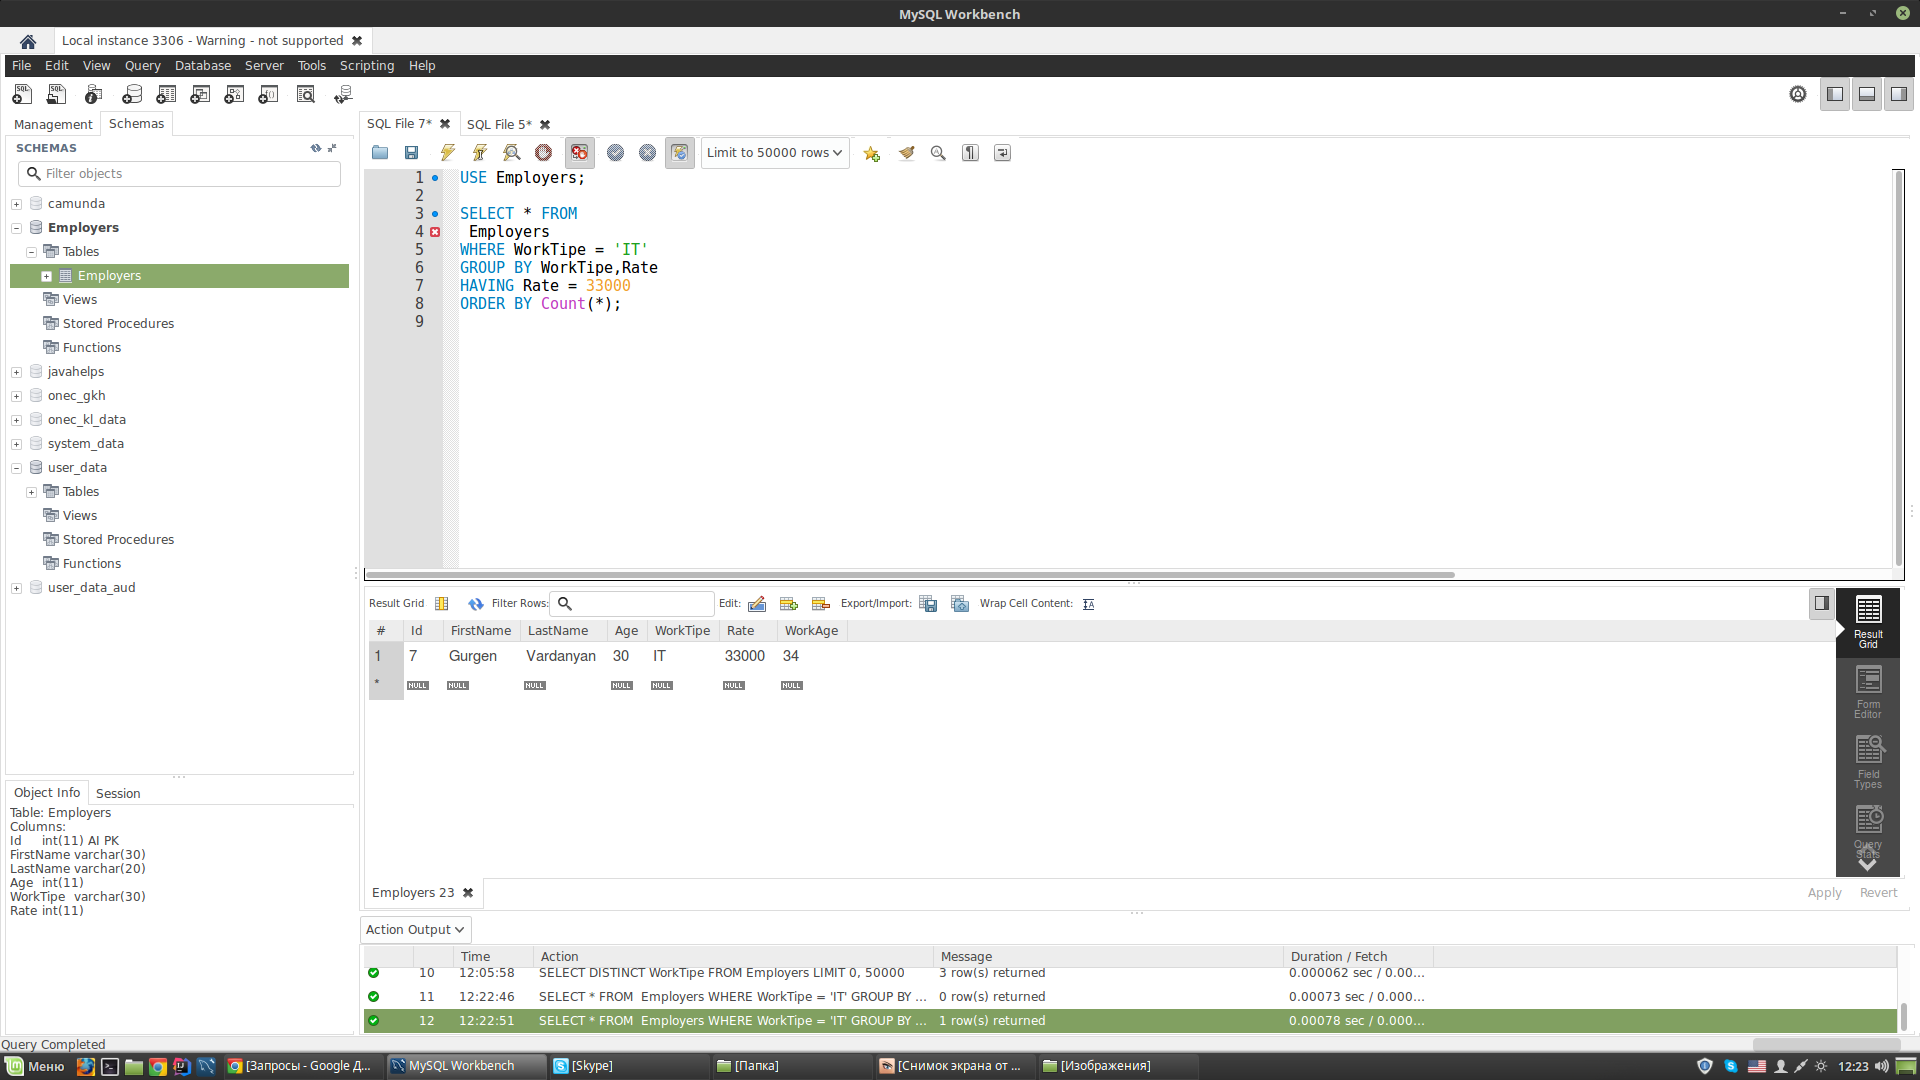 MySQL Workbench
Local instance 3306 - Warning - not supported
File Edit View Query Database Server Tools Scripting Help
Management Schemas
SCHEMAS
Filter objects
camunda
Employers
Tables
Employers
Views
Stored Procedures
Functions
javahelps
onec_gkh
onec_kl_data
system_data
user_data
Tables
Views
Stored Procedures
Functions
user_data_aud
Object Info Session
Table: Employers
Columns:
Id int(11) AI PK
FirstName varchar(30)
LastName varchar(20)
Age int(11)
WorkTipe varchar(30)
Rate int(11)
SQL File 7* SQL File 5*
Limit to 50000 rows
1 USE Employers;
2
3 SELECT * FROM
4 Employers
5 WHERE WorkTipe = 'IT'
6 GROUP BY WorkTipe,Rate
7 HAVING Rate = 33000
8 ORDER BY Count(*);
9
Result Grid Filter Rows: Edit: Export/Import: Wrap Cell Content:
# Id FirstName LastName Age WorkTipe Rate WorkAge
1 7 Gurgen Vardanyan 30 IT 33000 34
* NULL NULL NULL NULL NULL NULL NULL
Result
Grid
Form
Editor
Field
Types
Query
Stats
Employers 23 Apply Revert
Action Output
Time Action Message Duration / Fetch
10 12:05:58 SELECT DISTINCT WorkTipe FROM Employers LIMIT 0, 50000 3 row(s) returned 0.000062 sec / 0.00...
11 12:22:46 SELECT * FROM Employers WHERE WorkTipe = 'IT' GROUP BY ... 0 row(s) returned 0.00073 sec / 0.000...
12 12:22:51 SELECT * FROM Employers WHERE WorkTipe = 'IT' GROUP BY ... 1 row(s) returned 0.00078 sec / 0.000...
Query Completed
Меню [Запросы - Google Д... MySQL Workbench [Skype] [Папка] [Снимок экрана от ... [Изображения] 12:23